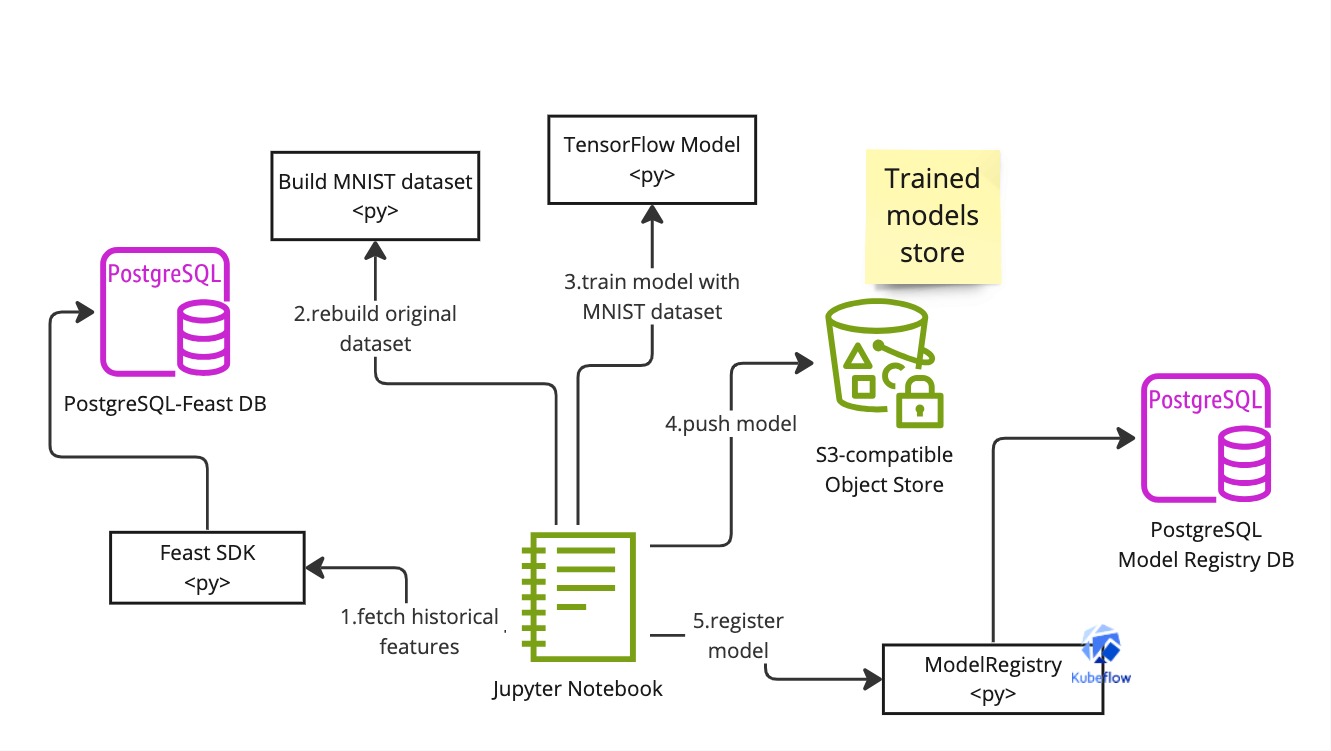 TensorFlow Model
<py>
Build MNIST dataset
<py>
Trained
models
store
PostgreSQL
PostgreSQL-Feast DB
2.rebuild original
dataset
3.train model with
MNIST dataset
4.push model
S3-compatible
Object Store
PostgreSQL
PostgreSQL
Model Registry DB
Feast SDK
<py>
1.fetch historical
features
Jupyter Notebook
5.register
model
ModelRegistry
<py>
Kubeflow